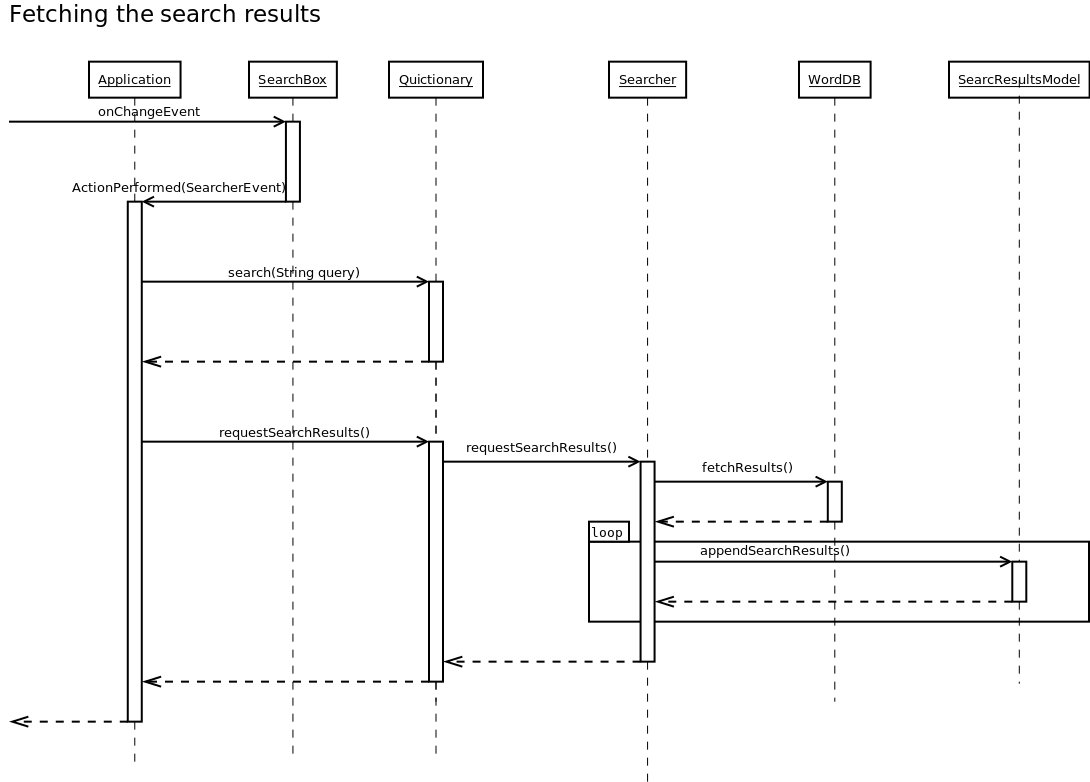 Fetching the search results
Application
SearchBox
Quictionary
Searcher
WordDB
SearcResultsModel
onChangeEvent
ActionPerformed(SearcherEvent)
search(String query)
requestSearchResults()
requestSearchResults()
fetchResults()
loop
appendSearchResults()